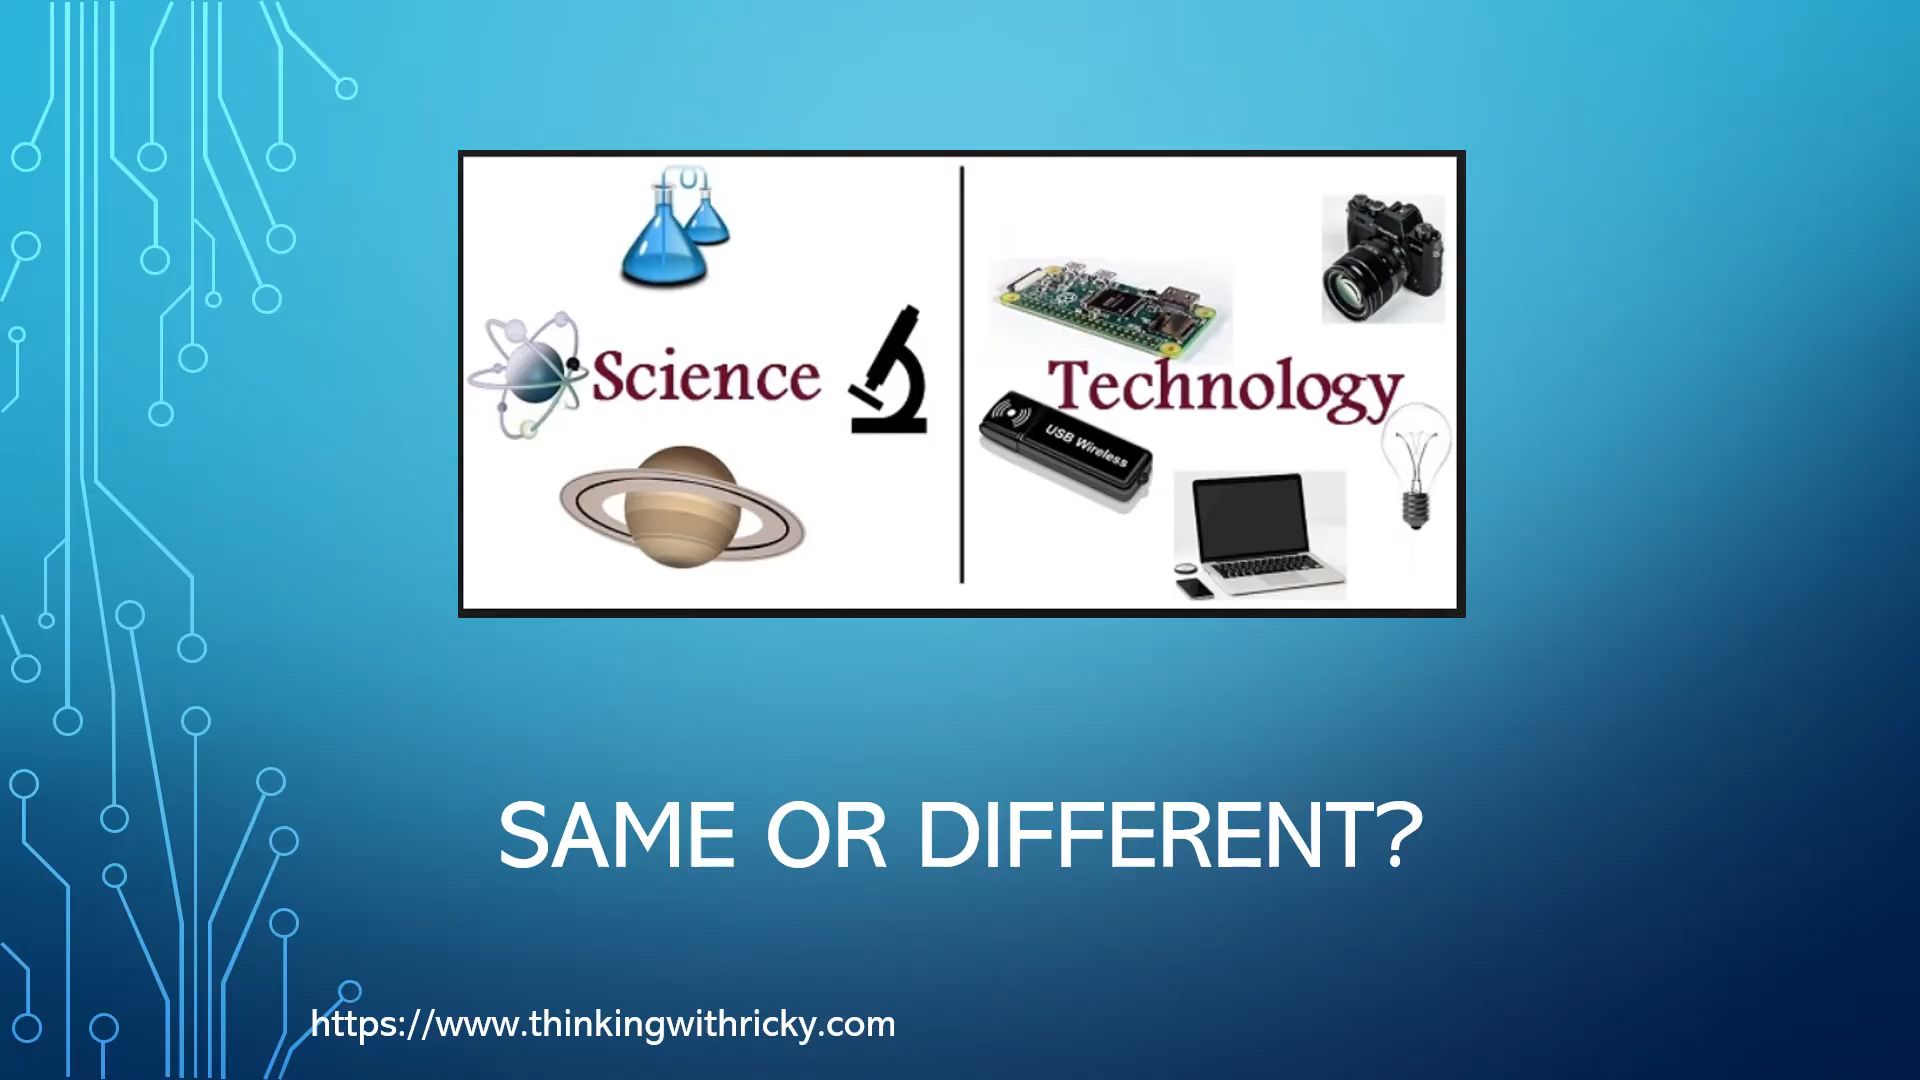 Science
Technology
USB Wireless
SAME OR DIFFERENT?
https://www.thinkingwithricky.com